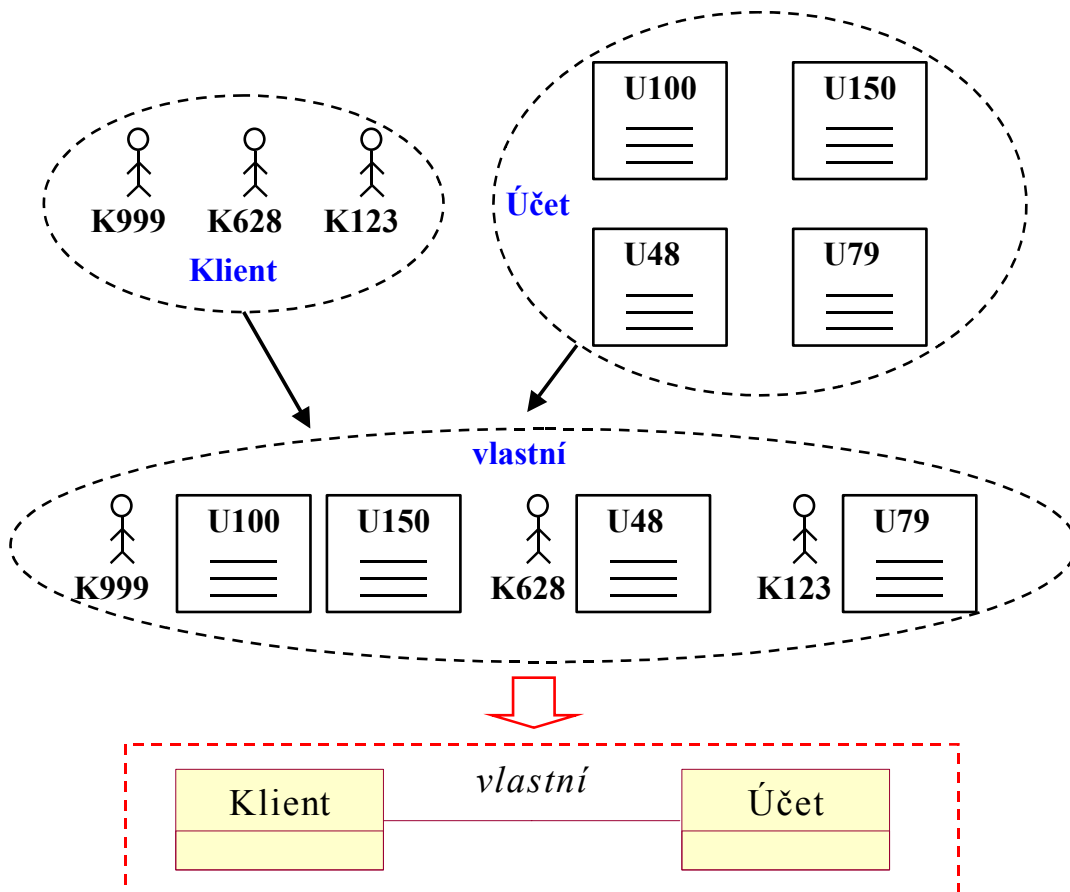 U100 U150
K999 K628 K123
Účet
Klient
U48 U79
vlastní
U100 U150 U48 U79
K999 K628 K123
vlastní
Klient Účet